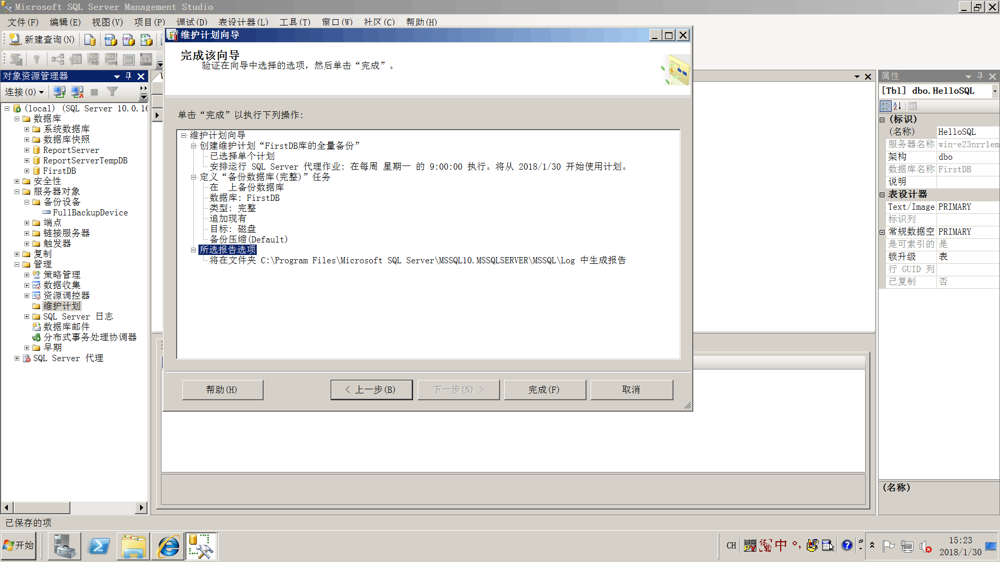 Microsoft SQL Server Management Studio
文件(F) 编辑(E) 视图(V) 项目(P) 调试(D) 表设计器(L) 工具(T) 窗口(W) 社区(C) 帮助(H)
新建查询(N)
对象资源管理器
连接(O)
(local) (SQL Server 10.0.16
数据库
系统数据库
数据库快照
ReportServer
ReportServerTempDB
FirstDB
安全性
服务器对象
备份设备
FullBackupDevice
端点
链接服务器
触发器
复制
管理
策略管理
数据收集
资源调控器
维护计划
SQL Server 日志
数据库邮件
分布式事务处理协调器
早期
SQL Server 代理
维护计划向导
完成该向导
验证在向导中选择的选项，然后单击“完成”。
单击“完成”以执行下列操作:
维护计划向导
创建维护计划“FirstDB库的全量备份”
已选择单个计划
安排运行 SQL Server 代理作业: 在每周 星期一 的 9:00:00 执行。将从 2018/1/30 开始使用计划。
定义“备份数据库(完整)”任务
在  上备份数据库
数据库: FirstDB
类型: 完整
追加现有
目标: 磁盘
备份压缩(Default)
所选报告选项
将在文件夹 C:\Program Files\Microsoft SQL Server\MSSQL10.MSSQLSERVER\MSSQL\Log 中生成报告
帮助(H)
< 上一步(B)
下一步(N) >
完成(F)
取消
属性
[Tbl] dbo.HelloSQL
(标识)
(名称) HelloSQL
服务器名称 win-e23nrr1em
架构 dbo
数据库名称 FirstDB
说明
表设计器
Text/Image PRIMARY
标识列
常规数据空 PRIMARY
是可索引的 是
锁升级 表
行 GUID 列
已复制 否
(名称)
已保存的项
开始
CH
中
15:23
2018/1/30